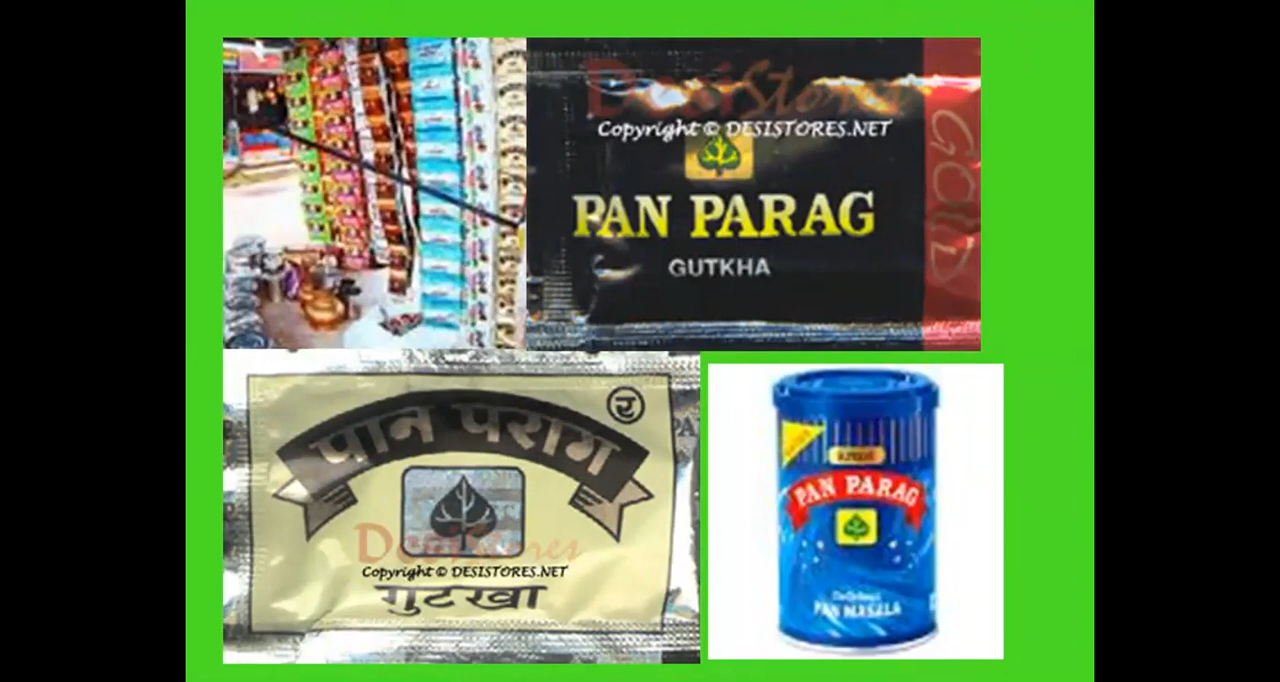 DesiStores
Copyright © DESISTORES.NET
PAN PARAG
GUTKHA
GOLD
पान पराग
र
DesiStores
Copyright © DESISTORES.NET
गुटखा
PAN PARAG
PAN MASALA